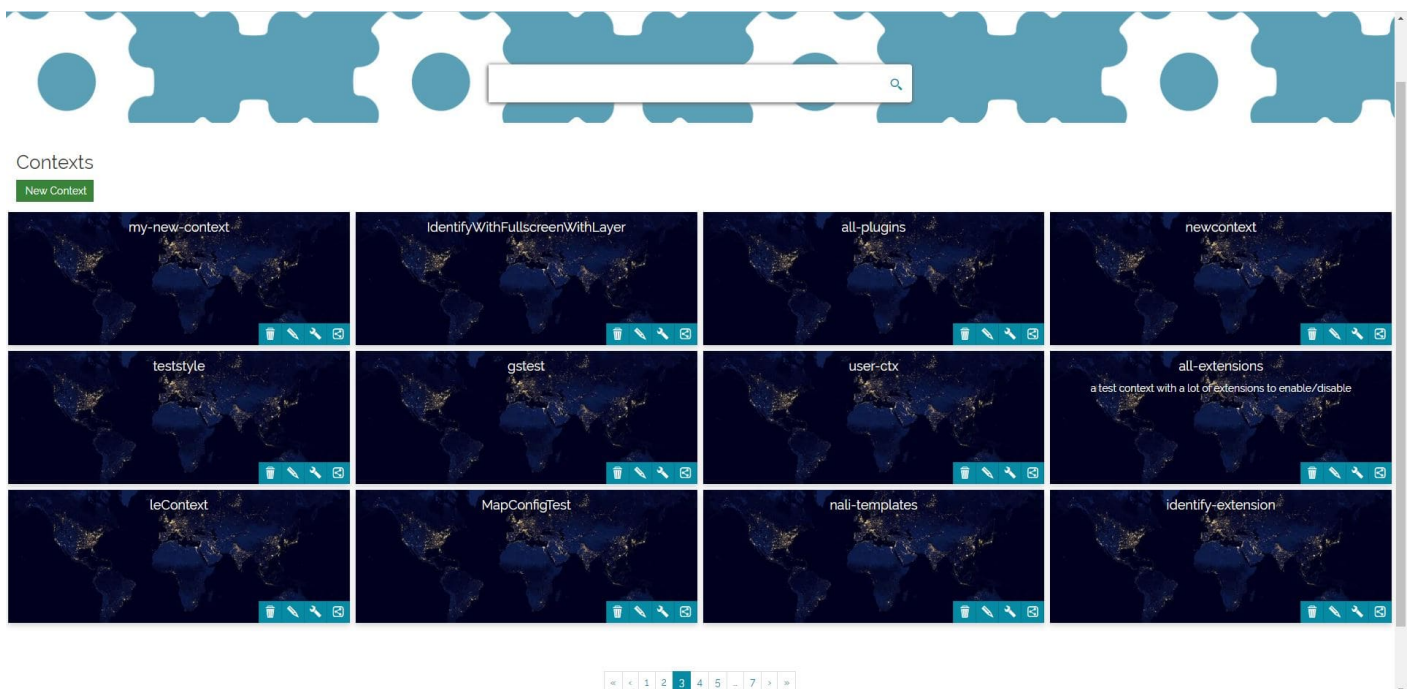 Contexts
New Context
my-new-context
IdentifyWithFullscreenWithLayer
all-plugins
newcontext
teststyle
gstest
user-ctx
all-extensions
a test context with a lot of extensions to enable/disable
leContext
MapConfigTest
nali-templates
identify-extension
« ‹ 1 2 3 4 5 ... 7 › »